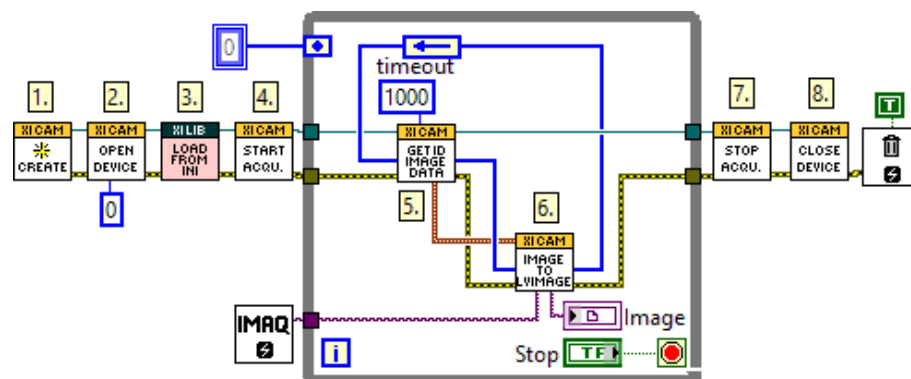 0
timeout
1000
1.
2.
3.
4.
XICAM
CREATE
XICAM
OPEN
DEVICE
0
XILIB
LOAD
FROM
INI
XICAM
START
ACQU.
XICAM
GETID
IMAGE
DATA
5.
6.
XICAM
IMAGE
TO
LVIMAGE
7.
8.
XICAM
STOP
ACQU.
XICAM
CLOSE
DEVICE
T
IMAQ
i
Image
Stop
TF